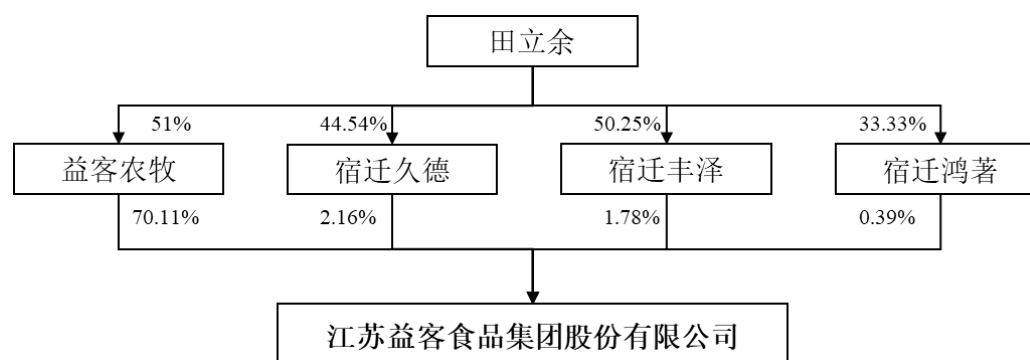 田立余
51% 44.54% 50.25% 33.33%
益客农牧 宿迁久德 宿迁丰泽 宿迁鸿著
70.11% 2.16% 1.78% 0.39%
江苏益客食品集团股份有限公司